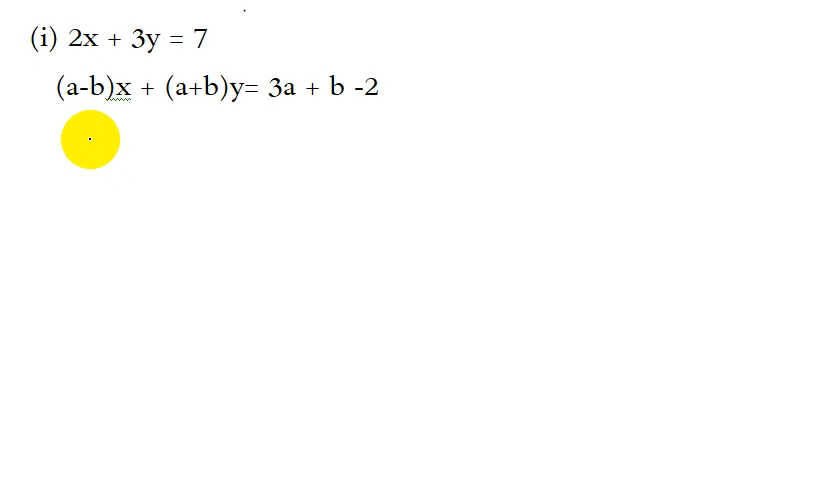 (i) 2x + 3y = 7
(a-b)x + (a+b)y= 3a + b -2